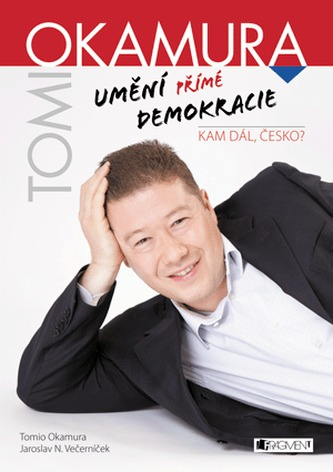 OKAMURA
TOMIO
UMĚNÍ PŘÍMÉ
DEMOKRACIE
KAM DÁL, ČESKO?
Tomio Okamura
Jaroslav N. Večerníček
FRAGMENT